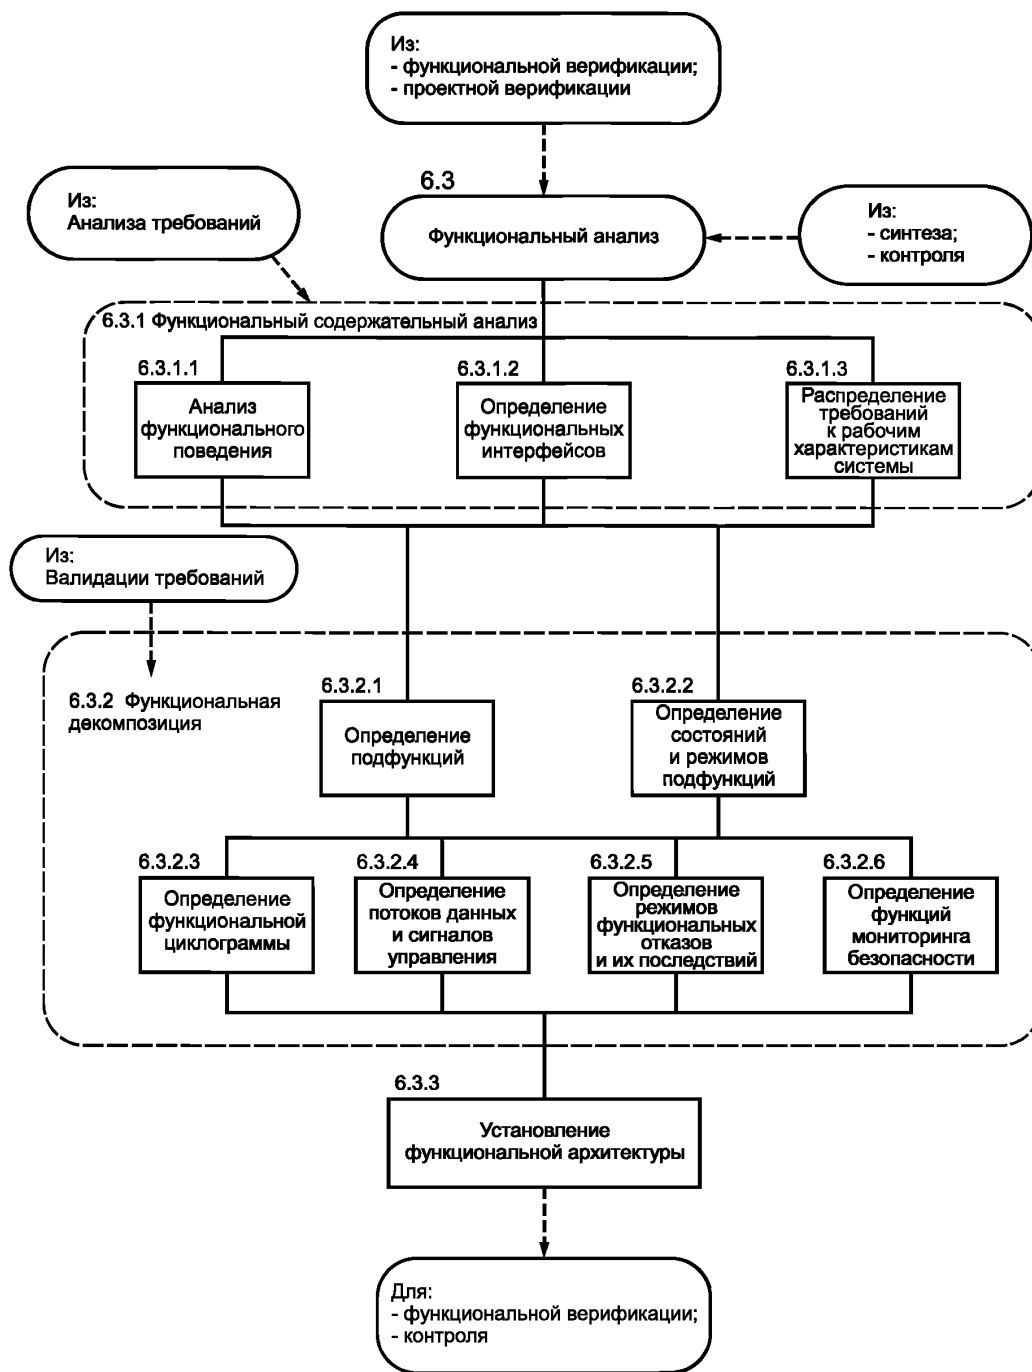 Из:
- функциональной верификации;
- проектной верификации
6.3
Из:
Анализа требований
Функциональный анализ
Из:
- синтеза;
- контроля
6.3.1 Функциональный содержательный анализ
6.3.1.1
Анализ
функционального
поведения
6.3.1.2
Определение
функциональных
интерфейсов
6.3.1.3
Распределение
требований
к рабочим
характеристикам
системы
Из:
Валидации требований
6.3.2 Функциональная
декомпозиция
6.3.2.1
Определение
подфункций
6.3.2.2
Определение
состояний
и режимов
подфункций
6.3.2.3
Определение
функциональной
циклограммы
6.3.2.4
Определение
потоков данных
и сигналов
управления
6.3.2.5
Определение
режимов
функциональных
отказов
и их последствий
6.3.2.6
Определение
функций
мониторинга
безопасности
6.3.3
Установление
функциональной архитектуры
Для:
- функциональной верификации;
- контроля